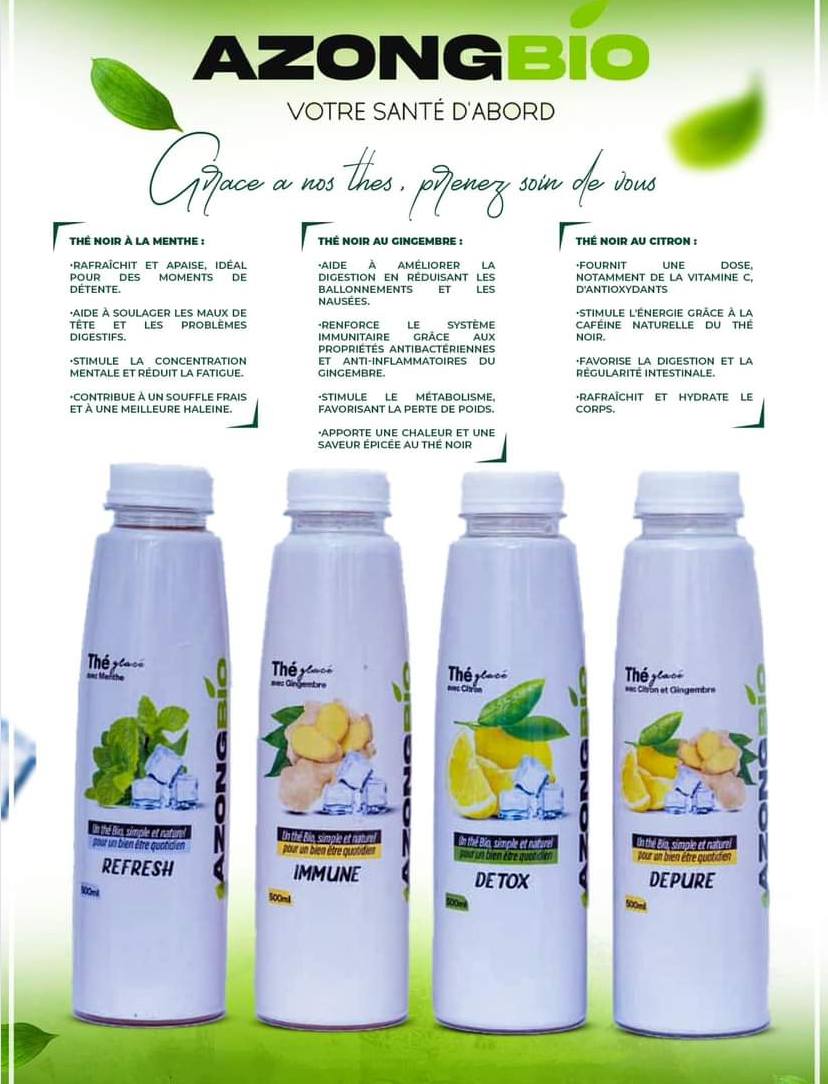 AZONGBIO
VOTRE SANTÉ D'ABORD
Grace a nos thes, prenez soin de vous
THÉ NOIR À LA MENTHE :
•RAFRAÎCHIT ET APAISE, IDÉAL
POUR DES MOMENTS DE
DÉTENTE.
•AIDE À SOULAGER LES MAUX DE
TÊTE ET LES PROBLÈMES
DIGESTIFS.
•STIMULE LA CONCENTRATION
MENTALE ET RÉDUIT LA FATIGUE.
•CONTRIBUE À UN SOUFFLE FRAIS
ET À UNE MEILLEURE HALEINE.
THÉ NOIR AU GINGEMBRE :
•AIDE À AMÉLIORER LA
DIGESTION EN RÉDUISANT LES
BALLONNEMENTS ET LES
NAUSÉES.
•RENFORCE LE SYSTÈME
IMMUNITAIRE GRÂCE AUX
PROPRIÉTÉS ANTIBACTÉRIENNES
ET ANTI-INFLAMMATOIRES DU
GINGEMBRE.
•STIMULE LE MÉTABOLISME,
FAVORISANT LA PERTE DE POIDS.
•APPORTE UNE CHALEUR ET UNE
SAVEUR ÉPICÉE AU THÉ NOIR
THÉ NOIR AU CITRON :
•FOURNIT UNE DOSE,
NOTAMMENT DE LA VITAMINE C,
D'ANTIOXYDANTS
•STIMULE L'ÉNERGIE GRÂCE À LA
CAFÉINE NATURELLE DU THÉ
NOIR.
•FAVORISE LA DIGESTION ET LA
RÉGULARITÉ INTESTINALE.
•RAFRAÎCHIT ET HYDRATE LE
CORPS.
Thé glacé
avec Menthe
AZONGBIO
Un thé Bio, simple et naturel
pour un bien être quotidien
REFRESH
500ml
Thé glacé
avec Gingembre
AZONGBIO
Un thé Bio, simple et naturel
pour un bien être quotidien
IMMUNE
500ml
Thé glacé
avec Citron
AZONGBIO
Un thé Bio, simple et naturel
pour un bien être quotidien
DETOX
500ml
Thé glacé
avec Citron et Gingembre
AZONGBIO
Un thé Bio, simple et naturel
pour un bien être quotidien
DEPURE
500ml